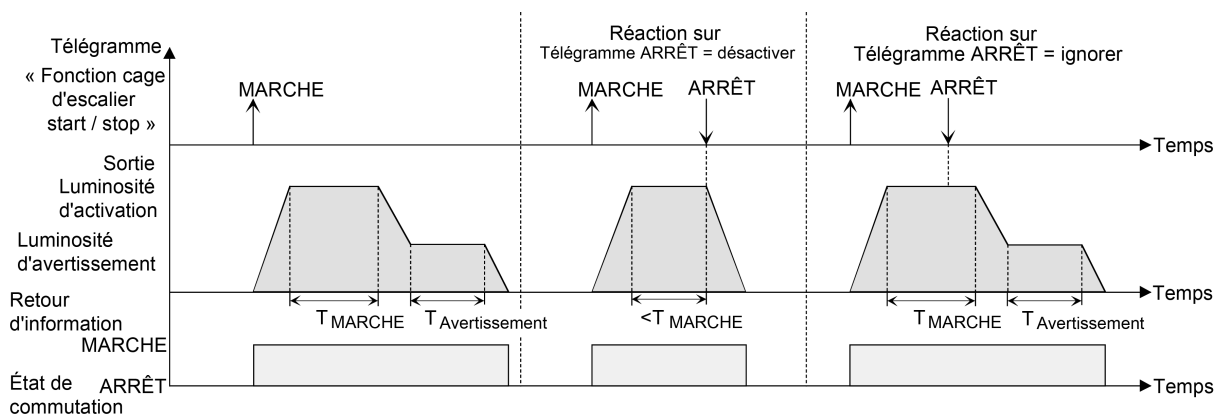 Télégramme
« Fonction cage
d'escalier
start / stop »
MARCHE
Réaction sur
Télégramme ARRÊT = désactiver
MARCHE ARRÊT
Réaction sur
Télégramme ARRÊT = ignorer
MARCHE ARRÊT
Temps
Sortie
Luminosité
d'activation
Luminosité
d'avertissement
Temps
T MARCHE
T Avertissement
<T MARCHE
T MARCHE
T Avertissement
Retour
d'information
MARCHE
État de
commutation
ARRÊT
Temps